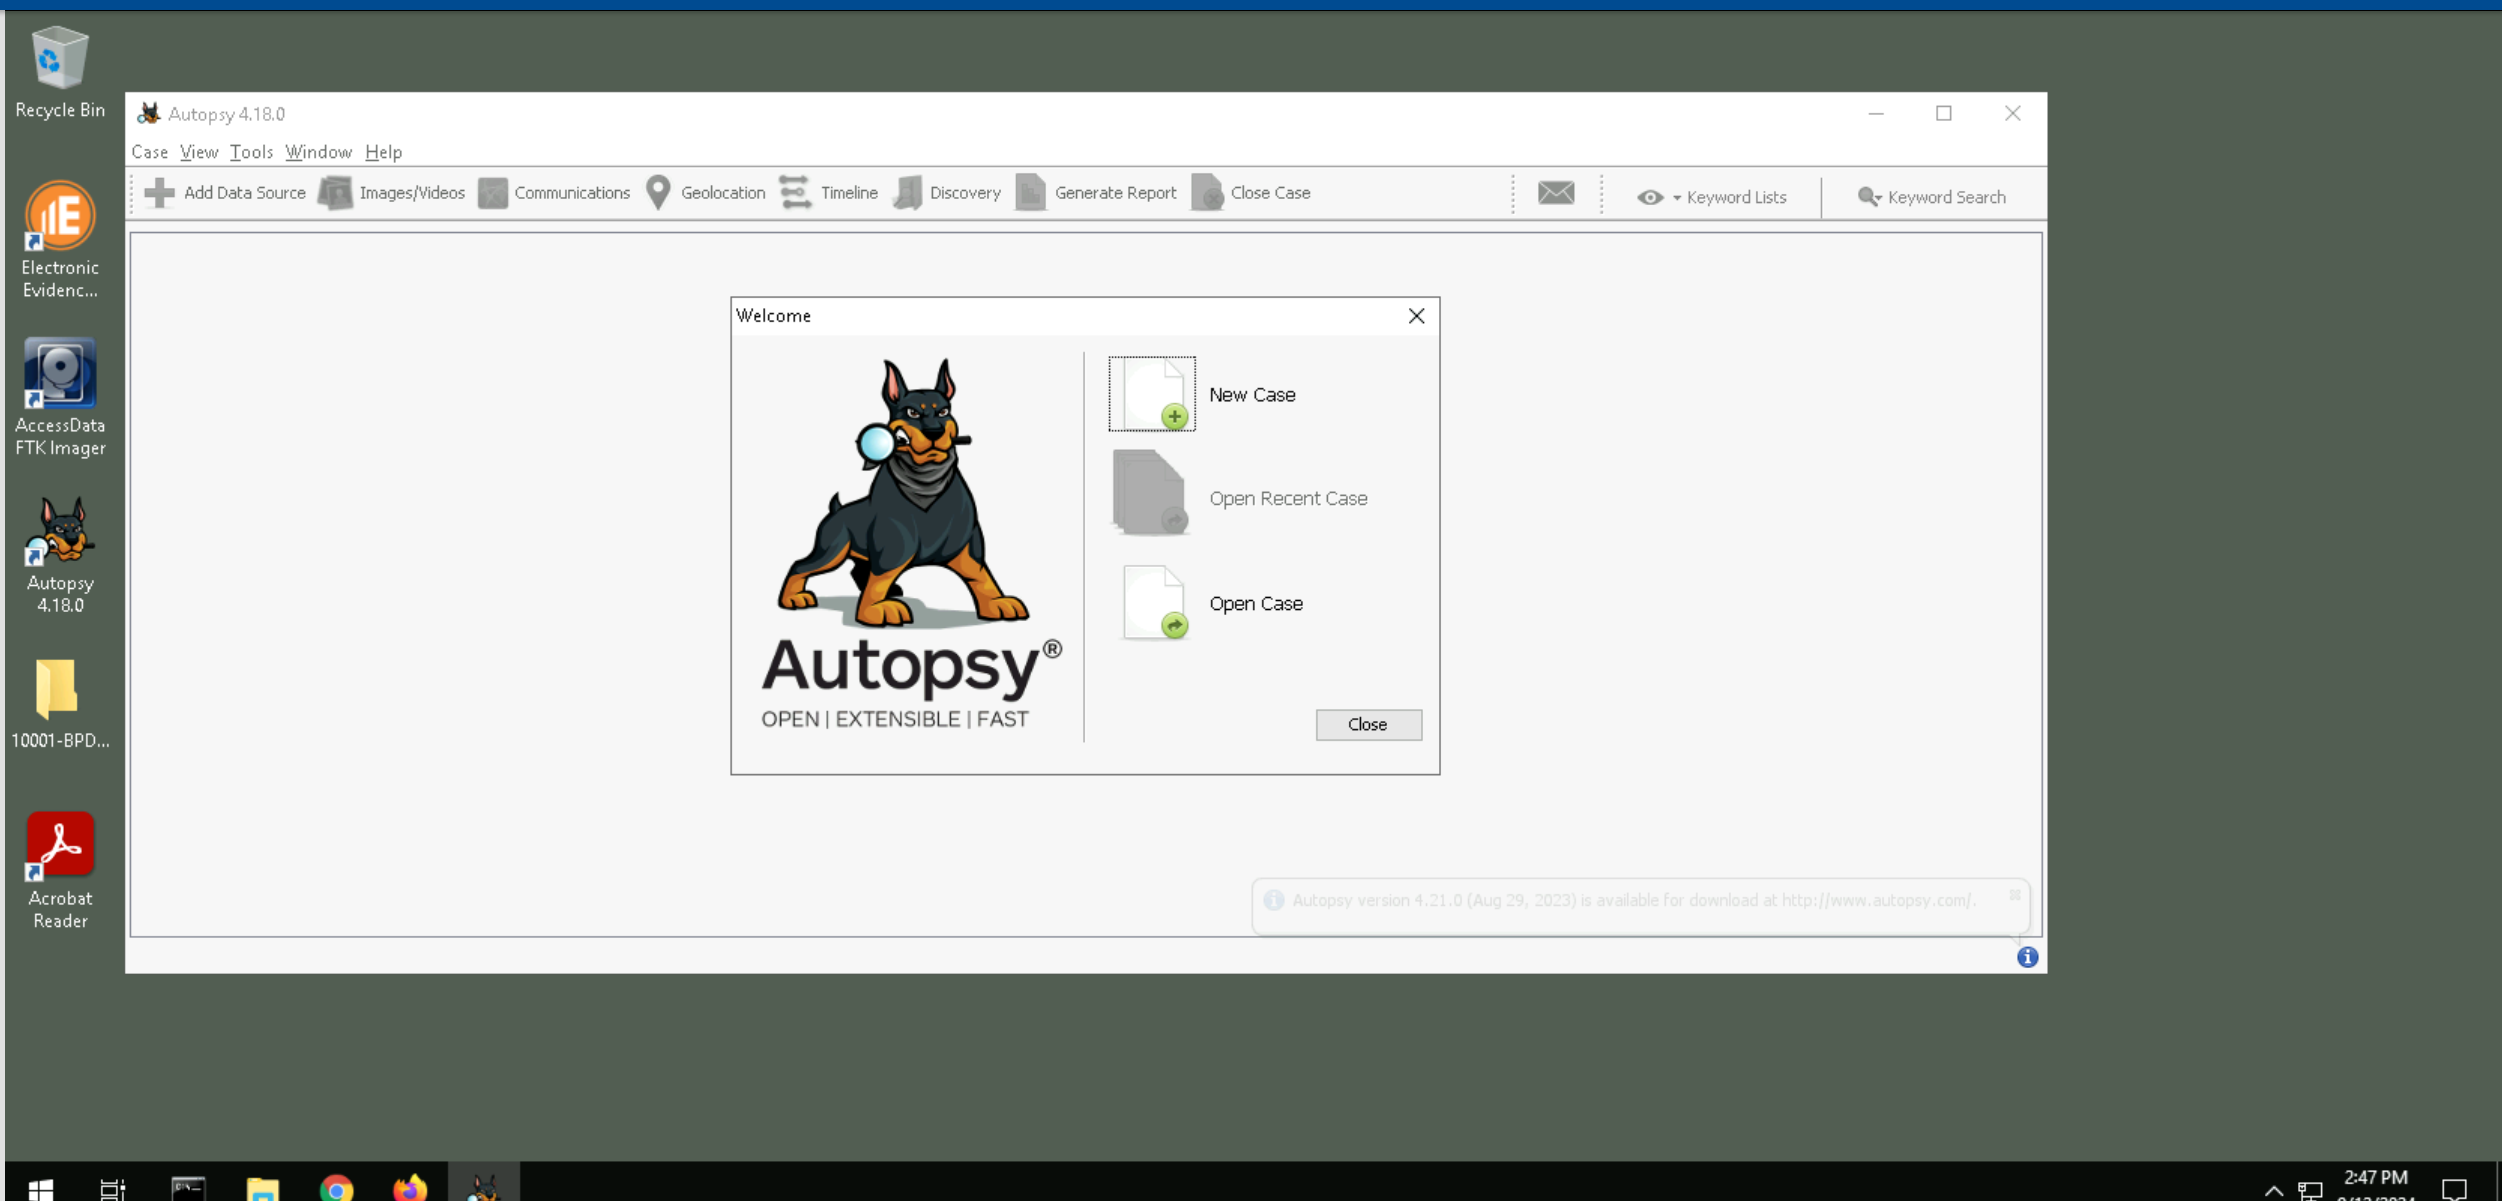 Recycle Bin
Electronic
Evidenc...
AccessData
FTK Imager
Autopsy
4.18.0
10001-BPD...
Acrobat
Reader
Autopsy 4.18.0
Case View Tools Window Help
Add Data Source Images/Videos Communications Geolocation Timeline Discovery Generate Report Close Case Keyword Lists Keyword Search
Welcome
New Case
Open Recent Case
Open Case
Autopsy®
OPEN | EXTENSIBLE | FAST
Close
Autopsy version 4.21.0 (Aug 29, 2023) is available for download at http://www.autopsy.com/.
2:47 PM